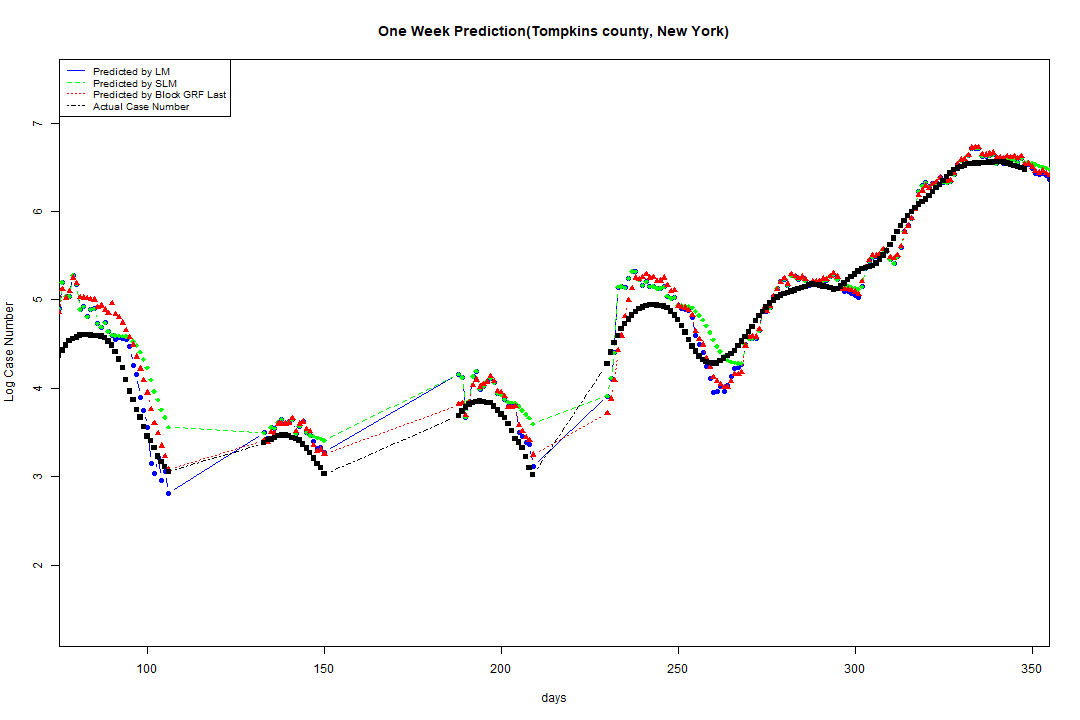 One Week Prediction(Tompkins county, New York)
Predicted by LM
Predicted by SLM
Predicted by Block GRF Last
Actual Case Number
Log Case Number
7
6
5
4
3
2
100 150 200 250 300 350
days